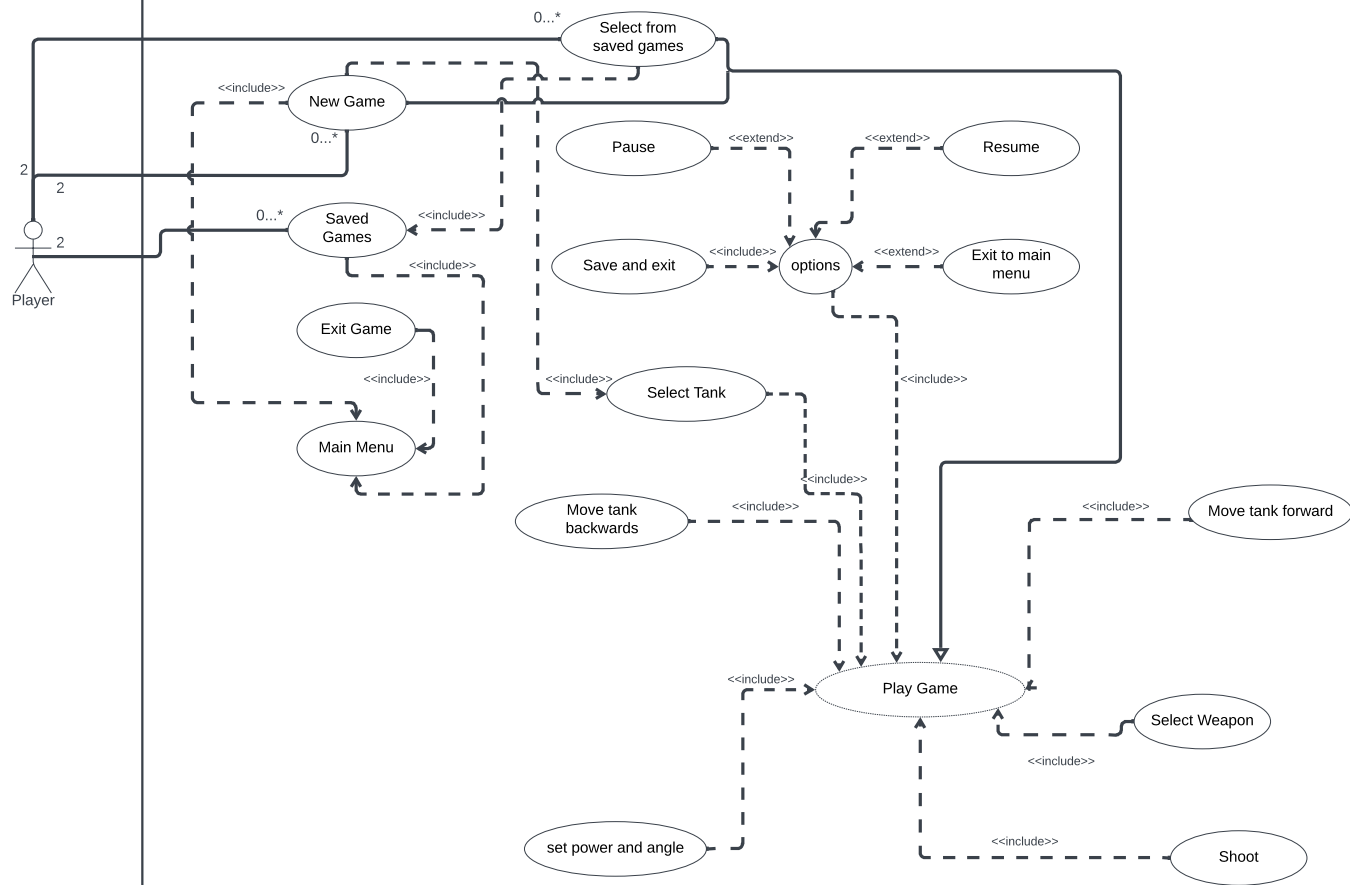 0...*
Select from
saved games
<<include>>
New Game
0...*
Pause
<<extend>>
<<extend>>
Resume
2
2
0...*
Saved
Games
<<include>>
2
Player
<<include>>
Save and exit
<<include>>
options
<<extend>>
Exit to main
menu
Exit Game
<<include>>
<<include>>
Select Tank
<<include>>
Main Menu
<<include>>
Move tank
backwards
<<include>>
<<include>>
Move tank forward
<<include>>
Play Game
Select Weapon
<<include>>
set power and angle
<<include>>
Shoot